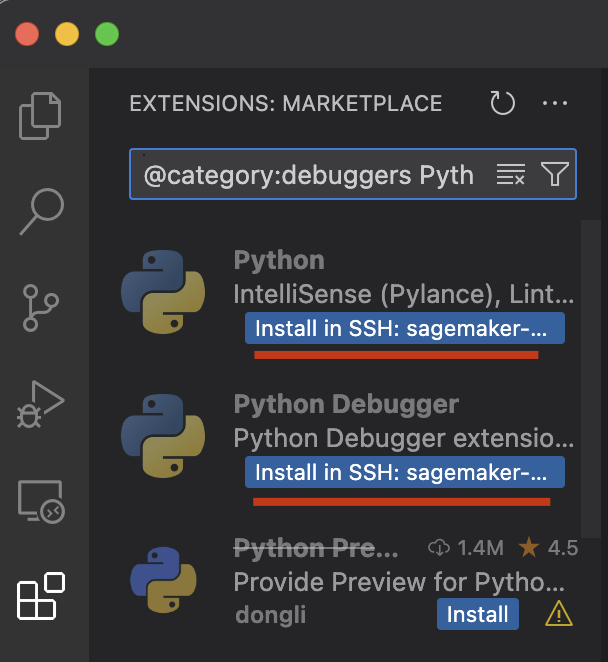 EXTENSIONS: MARKETPLACE
@category:debuggers Pyth
Python
IntelliSense (Pylance), Lint...
Install in SSH: sagemaker-...
Python Debugger
Python Debugger extensio...
Install in SSH: sagemaker-...
Python Pre... 1.4M 4.5
Provide Preview for Pytho...
dongli Install